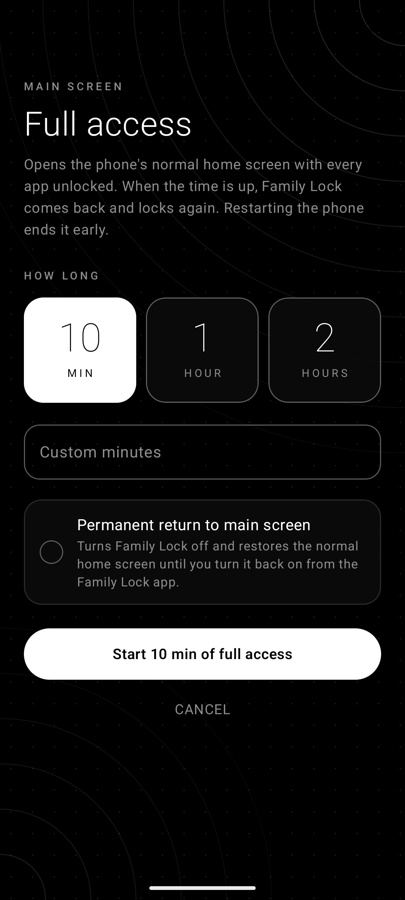 MAIN SCREEN
Full access
Opens the phone's normal home screen with every
app unlocked. When the time is up, Family Lock
comes back and locks again. Restarting the phone
ends it early.
HOW LONG
10
MIN
1
HOUR
2
HOURS
Custom minutes
Permanent return to main screen
Turns Family Lock off and restores the normal
home screen until you turn it back on from the
Family Lock app.
Start 10 min of full access
CANCEL